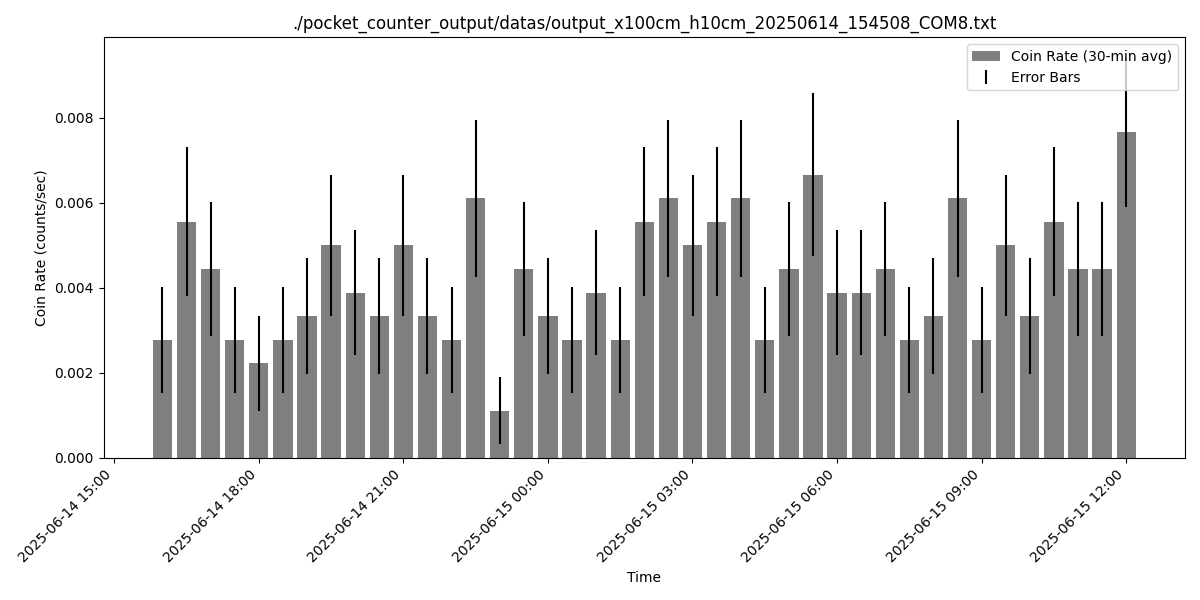 ./pocket_counter_output/datas/output_x100cm_h10cm_20250614_154508_COM8.txt
Coin Rate (30-min avg)
Error Bars
Coin Rate (counts/sec)
0.008
0.006
0.004
0.002
0.000
2025-06-14 15:00
2025-06-14 18:00
2025-06-14 21:00
2025-06-15 00:00
2025-06-15 03:00
2025-06-15 06:00
2025-06-15 09:00
2025-06-15 12:00
Time